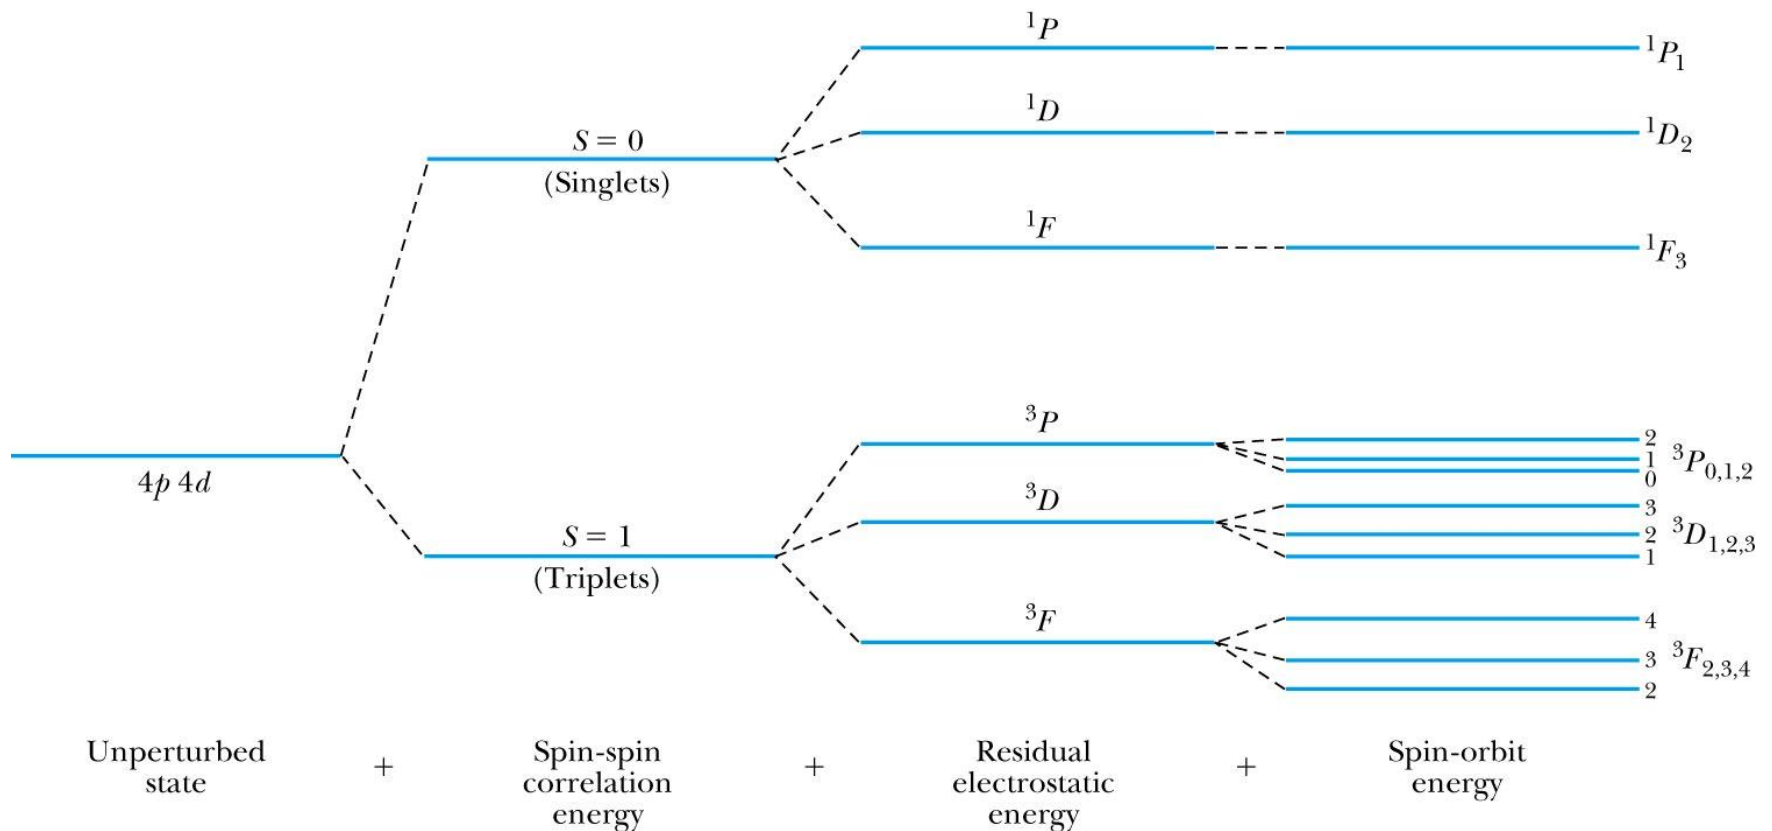 ¹P
¹P₁
¹D
¹D₂
S = 0
(Singlets)
¹F
¹F₃
³P
2
1
0
³P₀,₁,₂
4p 4d
³D
3
2
1
³D₁,₂,₃
S = 1
(Triplets)
³F
4
3
2
³F₂,₃,₄
Unperturbed
state
+
Spin-spin
correlation
energy
+
Residual
electrostatic
energy
+
Spin-orbit
energy